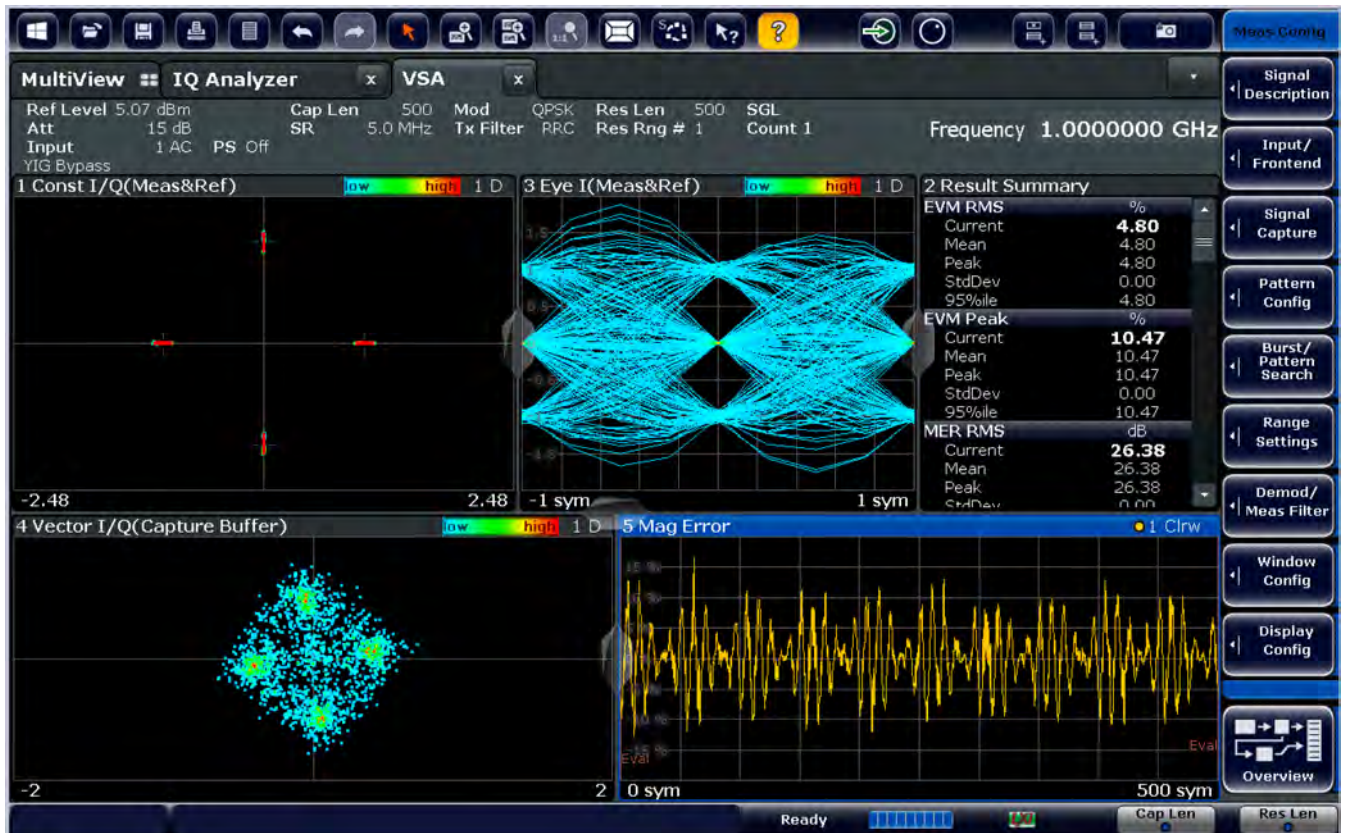 MultiView IQ Analyzer x VSA x
Ref Level 5.07 dBm Cap Len 500 Mod QPSK Res Len 500 SGL
Att 15 dB SR 5.0 MHz Tx Filter RRC Res Rng # 1 Count 1 Frequency 1.0000000 GHz
Input 1 AC PS Off
YIG Bypass
1 Const I/Q(Meas&Ref) low high 1 D
-2.48 2.48
3 Eye I(Meas&Ref) low high 1 D
-1 sym 1 sym
2 Result Summary
EVM RMS %
Current 4.80
Mean 4.80
Peak 4.80
StdDev 0.00
95%ile 4.80
EVM Peak %
Current 10.47
Mean 10.47
Peak 10.47
StdDev 0.00
95%ile 10.47
MER RMS dB
Current 26.38
Mean 26.38
Peak 26.38
StdDev 0.00
4 Vector I/Q(Capture Buffer) low high 1 D
-2 2
5 Mag Error 1 Clrw
Eval Eval
0 sym 500 sym
Meas Config
Signal
Description
Input/
Frontend
Signal
Capture
Pattern
Config
Burst/
Pattern
Search
Range
Settings
Demod/
Meas Filter
Window
Config
Display
Config
Overview
Ready Cap Len Res Len